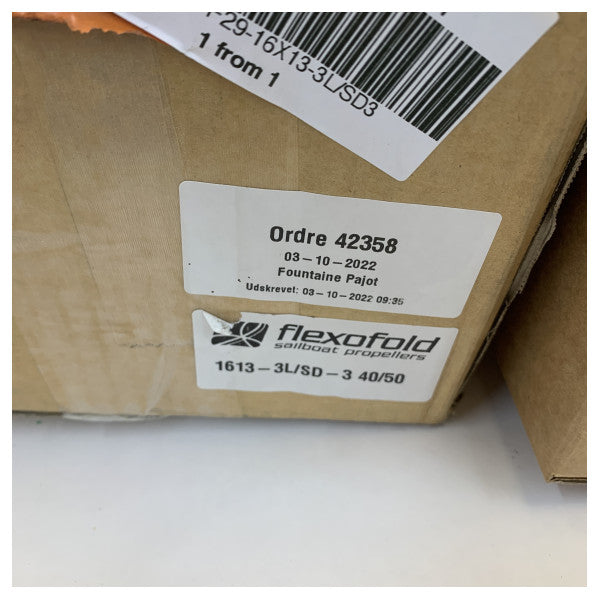 F29-16X13-3L/SD3
1 from 1
Ordre 42358
03-10-2022
Fountaine Pajot
Udskrevet: 03-10-2022 09:35
flexofold
sailboat propellers
1613-3L/SD-3 40/50